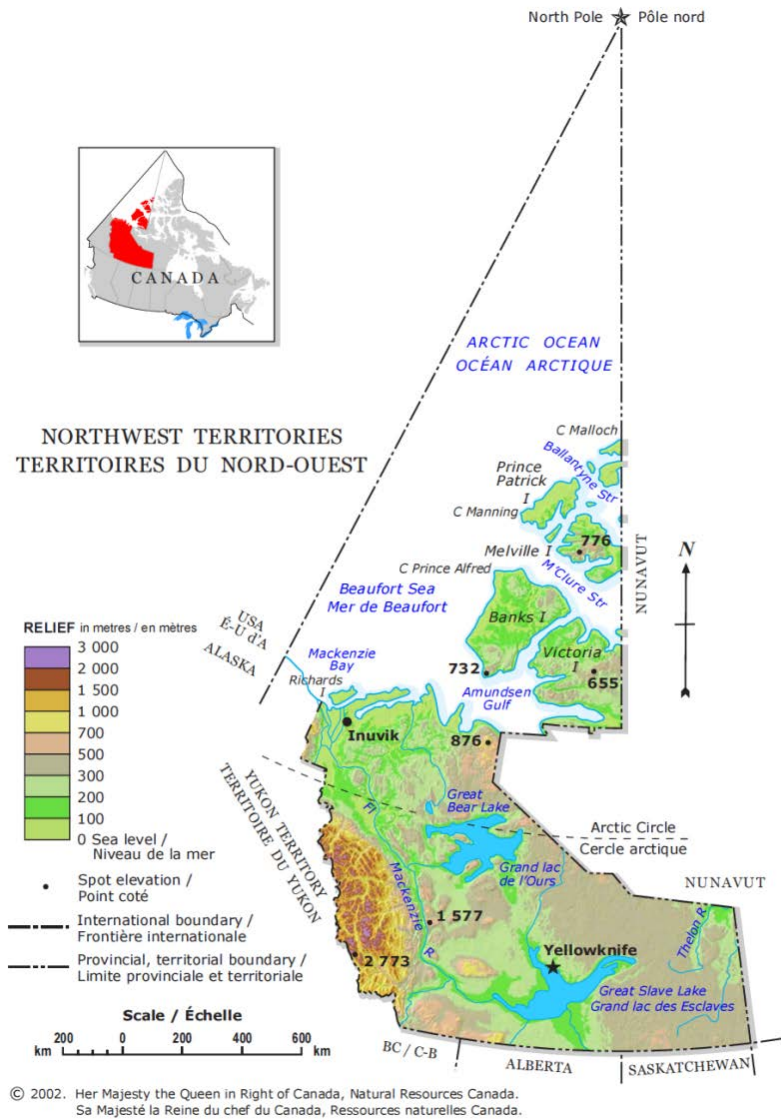 North Pole Pôle nord
CANADA
ARCTIC OCEAN
OCÉAN ARCTIQUE
NORTHWEST TERRITORIES
TERRITOIRES DU NORD-OUEST
C Malloch
Ballantyne Str
Prince
Patrick
I
C Manning
776
Melville I
M'Clure Str
NUNAVUT
N
C Prince Alfred
Beaufort Sea
Mer de Beaufort
Banks I
Victoria
I
732
655
Amundsen
Gulf
USA
É-U d'A
ALASKA
Mackenzie
Bay
Richards
I
Inuvik
876
RELIEF in metres / en mètres
3 000
2 000
1 500
1 000
700
500
300
200
100
0 Sea level /
Niveau de la mer
Spot elevation /
Point coté
International boundary /
Frontière internationale
Provincial, territorial boundary /
Limite provinciale et territoriale
YUKON TERRITORY
TERRITOIRE DU YUKON
Great
Bear Lake
Grand lac
de l'Ours
Arctic Circle
Cercle arctique
Fl
Mackenzie
R
1 577
2 773
NUNAVUT
Thelon R
Yellowknife
Great Slave Lake
Grand lac des Esclaves
Scale / Échelle
200 0 200 400 600
km km
BC / C-B
ALBERTA
SASKATCHEWAN
© 2002. Her Majesty the Queen in Right of Canada, Natural Resources Canada.
Sa Majesté la Reine du chef du Canada, Ressources naturelles Canada.